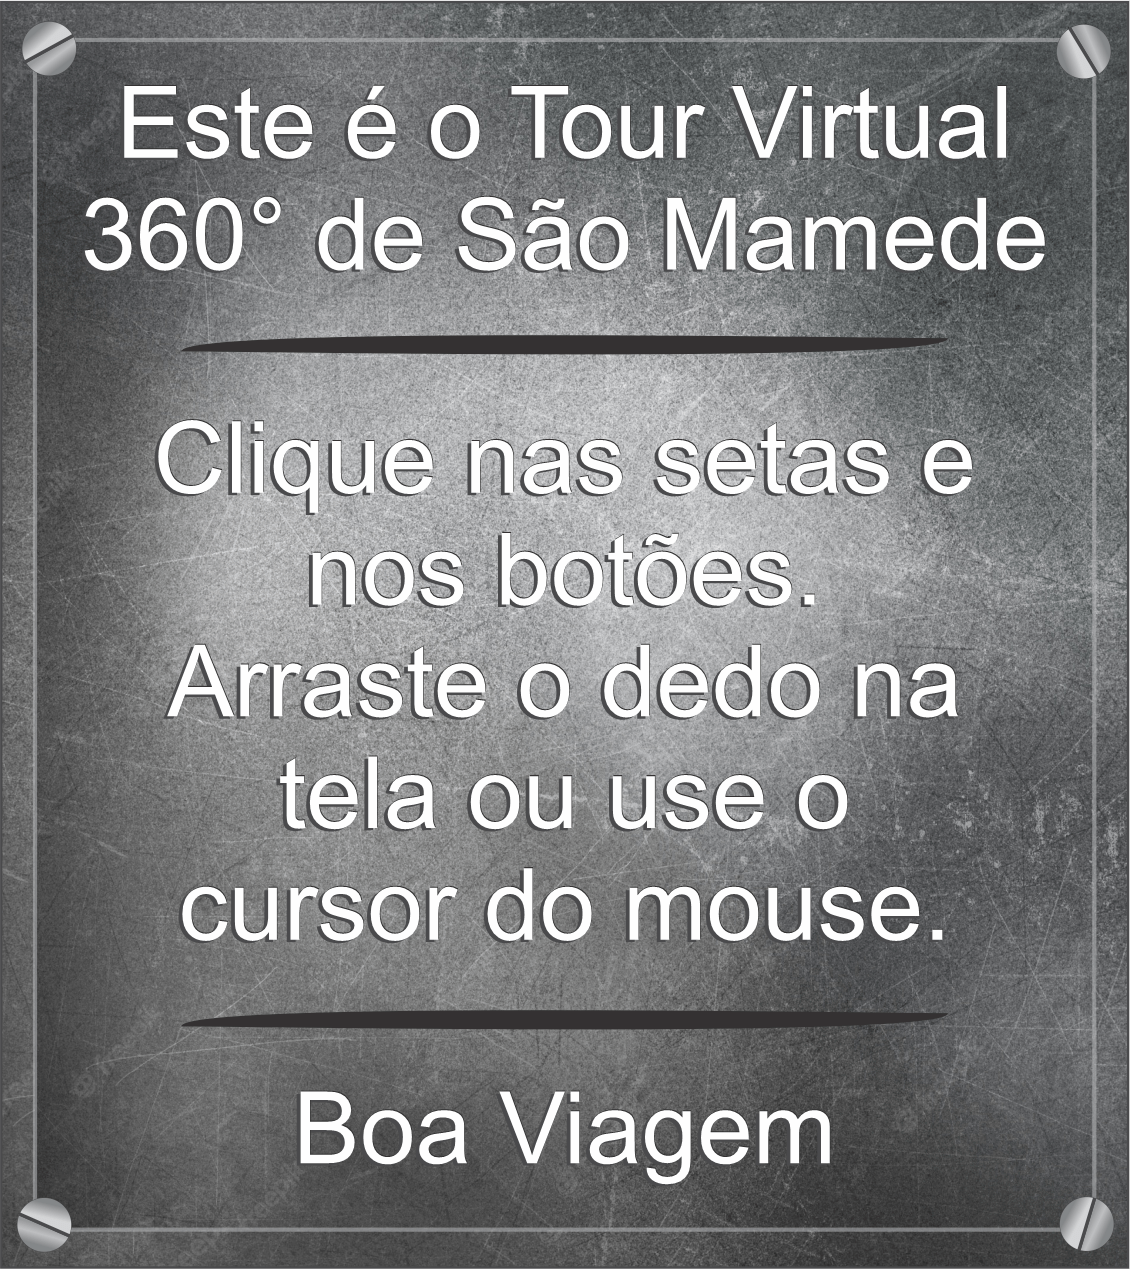 Este é o Tour Virtual
360° de São Mamede
Clique nas setas e
nos botões.
Arraste o dedo na
tela ou use o
cursor do mouse.
Boa Viagem